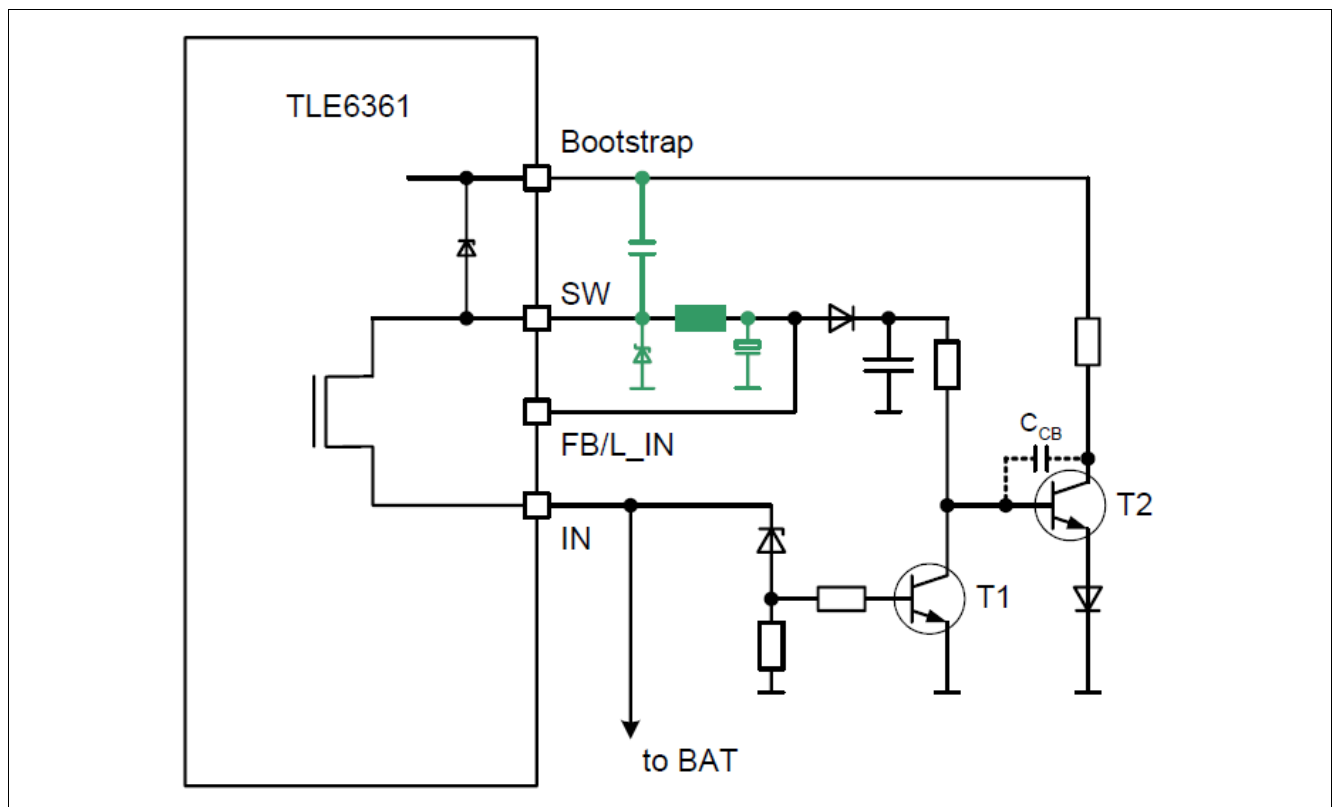 TLE6361
Bootstrap
SW
C_CB
FB/L_IN
IN
T2
T1
to BAT